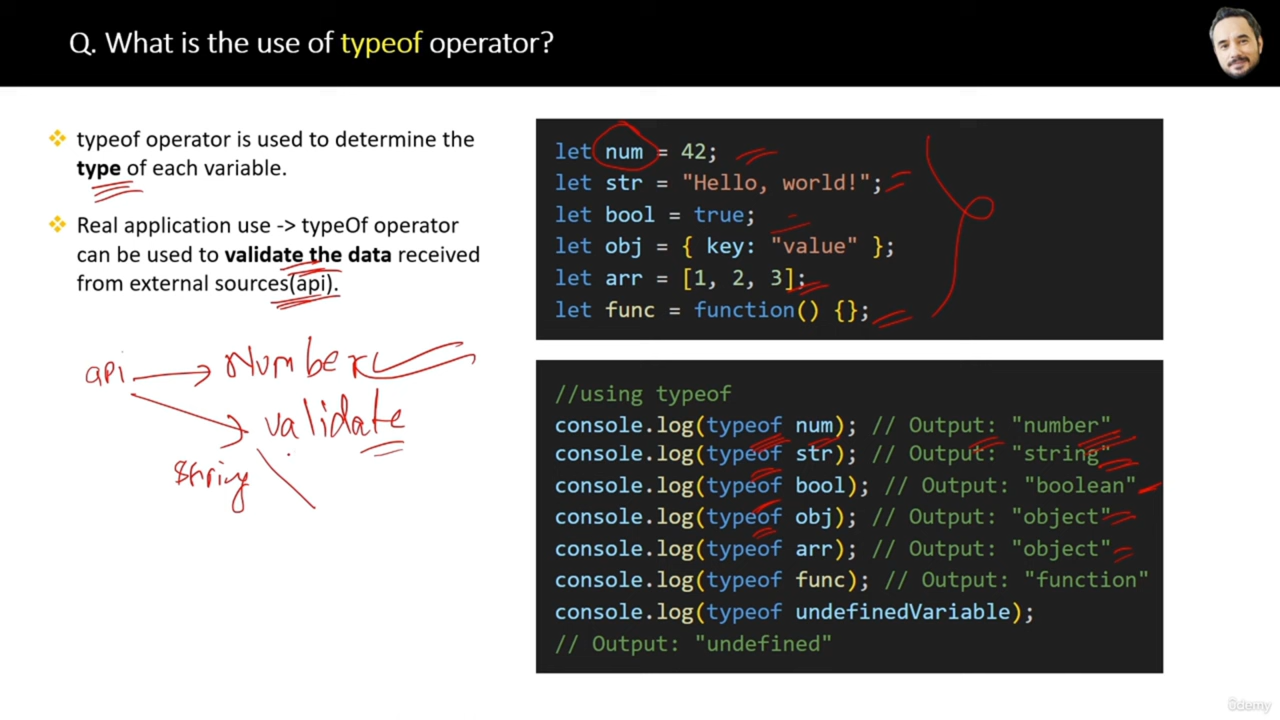 Q. What is the use of typeof operator?
typeof operator is used to determine the
type of each variable.
Real application use -> typeOf operator
can be used to validate the data received
from external sources(api).
api
Number
validate
string
let num = 42;
let str = "Hello, world!";
let bool = true;
let obj = { key: "value" };
let arr = [1, 2, 3];
let func = function() {};
//using typeof
console.log(typeof num); // Output: "number"
console.log(typeof str); // Output: "string"
console.log(typeof bool); // Output: "boolean"
console.log(typeof obj); // Output: "object"
console.log(typeof arr); // Output: "object"
console.log(typeof func); // Output: "function"
console.log(typeof undefinedVariable);
// Output: "undefined"
ûdemy